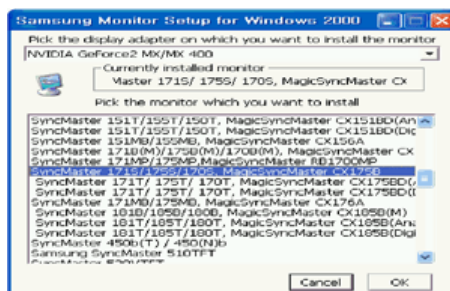 Samsung Monitor Setup for Windows 2000
Pick the display adapter on which you want to install the monitor
NVIDIA GeForce2 MX/MX 400
Currently installed monitor
Master 171S/ 175S/ 170S, MagicSyncMaster CX
Pick the monitor which you want to install
SyncMaster 151T/155T/150T, MagicSyncMaster CX151BD(Ana
SyncMaster 151T/155T/150T, MagicSyncMaster CX151BD(Dig
SyncMaster 151MB/155MB, MagicSyncMaster CX156A
SyncMaster 171B(M)/175B(M)/170B(M), MagicSyncMaster CX
SyncMaster 171MP/175MP,MagicSyncMaster RB1700MP
SyncMaster 171S/175S/170S, MagicSyncMaster CX175B
SyncMaster 171T/ 175T/ 170T, MagicSyncMaster CX175BD(
SyncMaster 171T/ 175T/ 170T, MagicSyncMaster CX175BD(
SyncMaster 171MB/175MB, MagicSyncMaster CX176A
SyncMaster 181B/185B/180B, MagicSyncMaster CX185B(M)
SyncMaster 181T/185T/180T, MagicSyncMaster CX185B(Ana
SyncMaster 181T/185T/180T, MagicSyncMaster CX185B(Digi
SyncMaster 450b(T) / 450(N)b
Samsung SyncMaster 510TFT
Cancel
OK